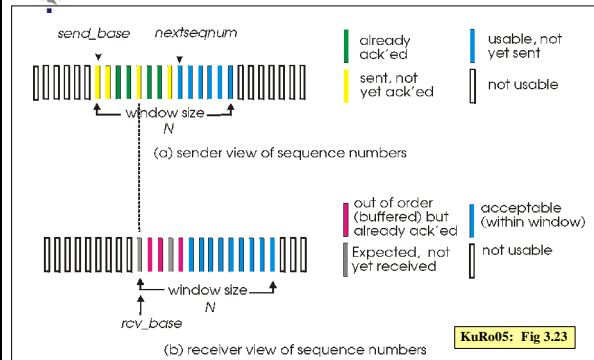 send_base nextseqnum
already
ack'ed
usable, not
yet sent
sent, not
yet ack'ed
not usable
window size
N
(a) sender view of sequence numbers
out of order
(buffered) but
already ack'ed
acceptable
(within window)
Expected, not
yet received
not usable
window size
N
rcv_base
KuRo05: Fig 3.23
(b) receiver view of sequence numbers